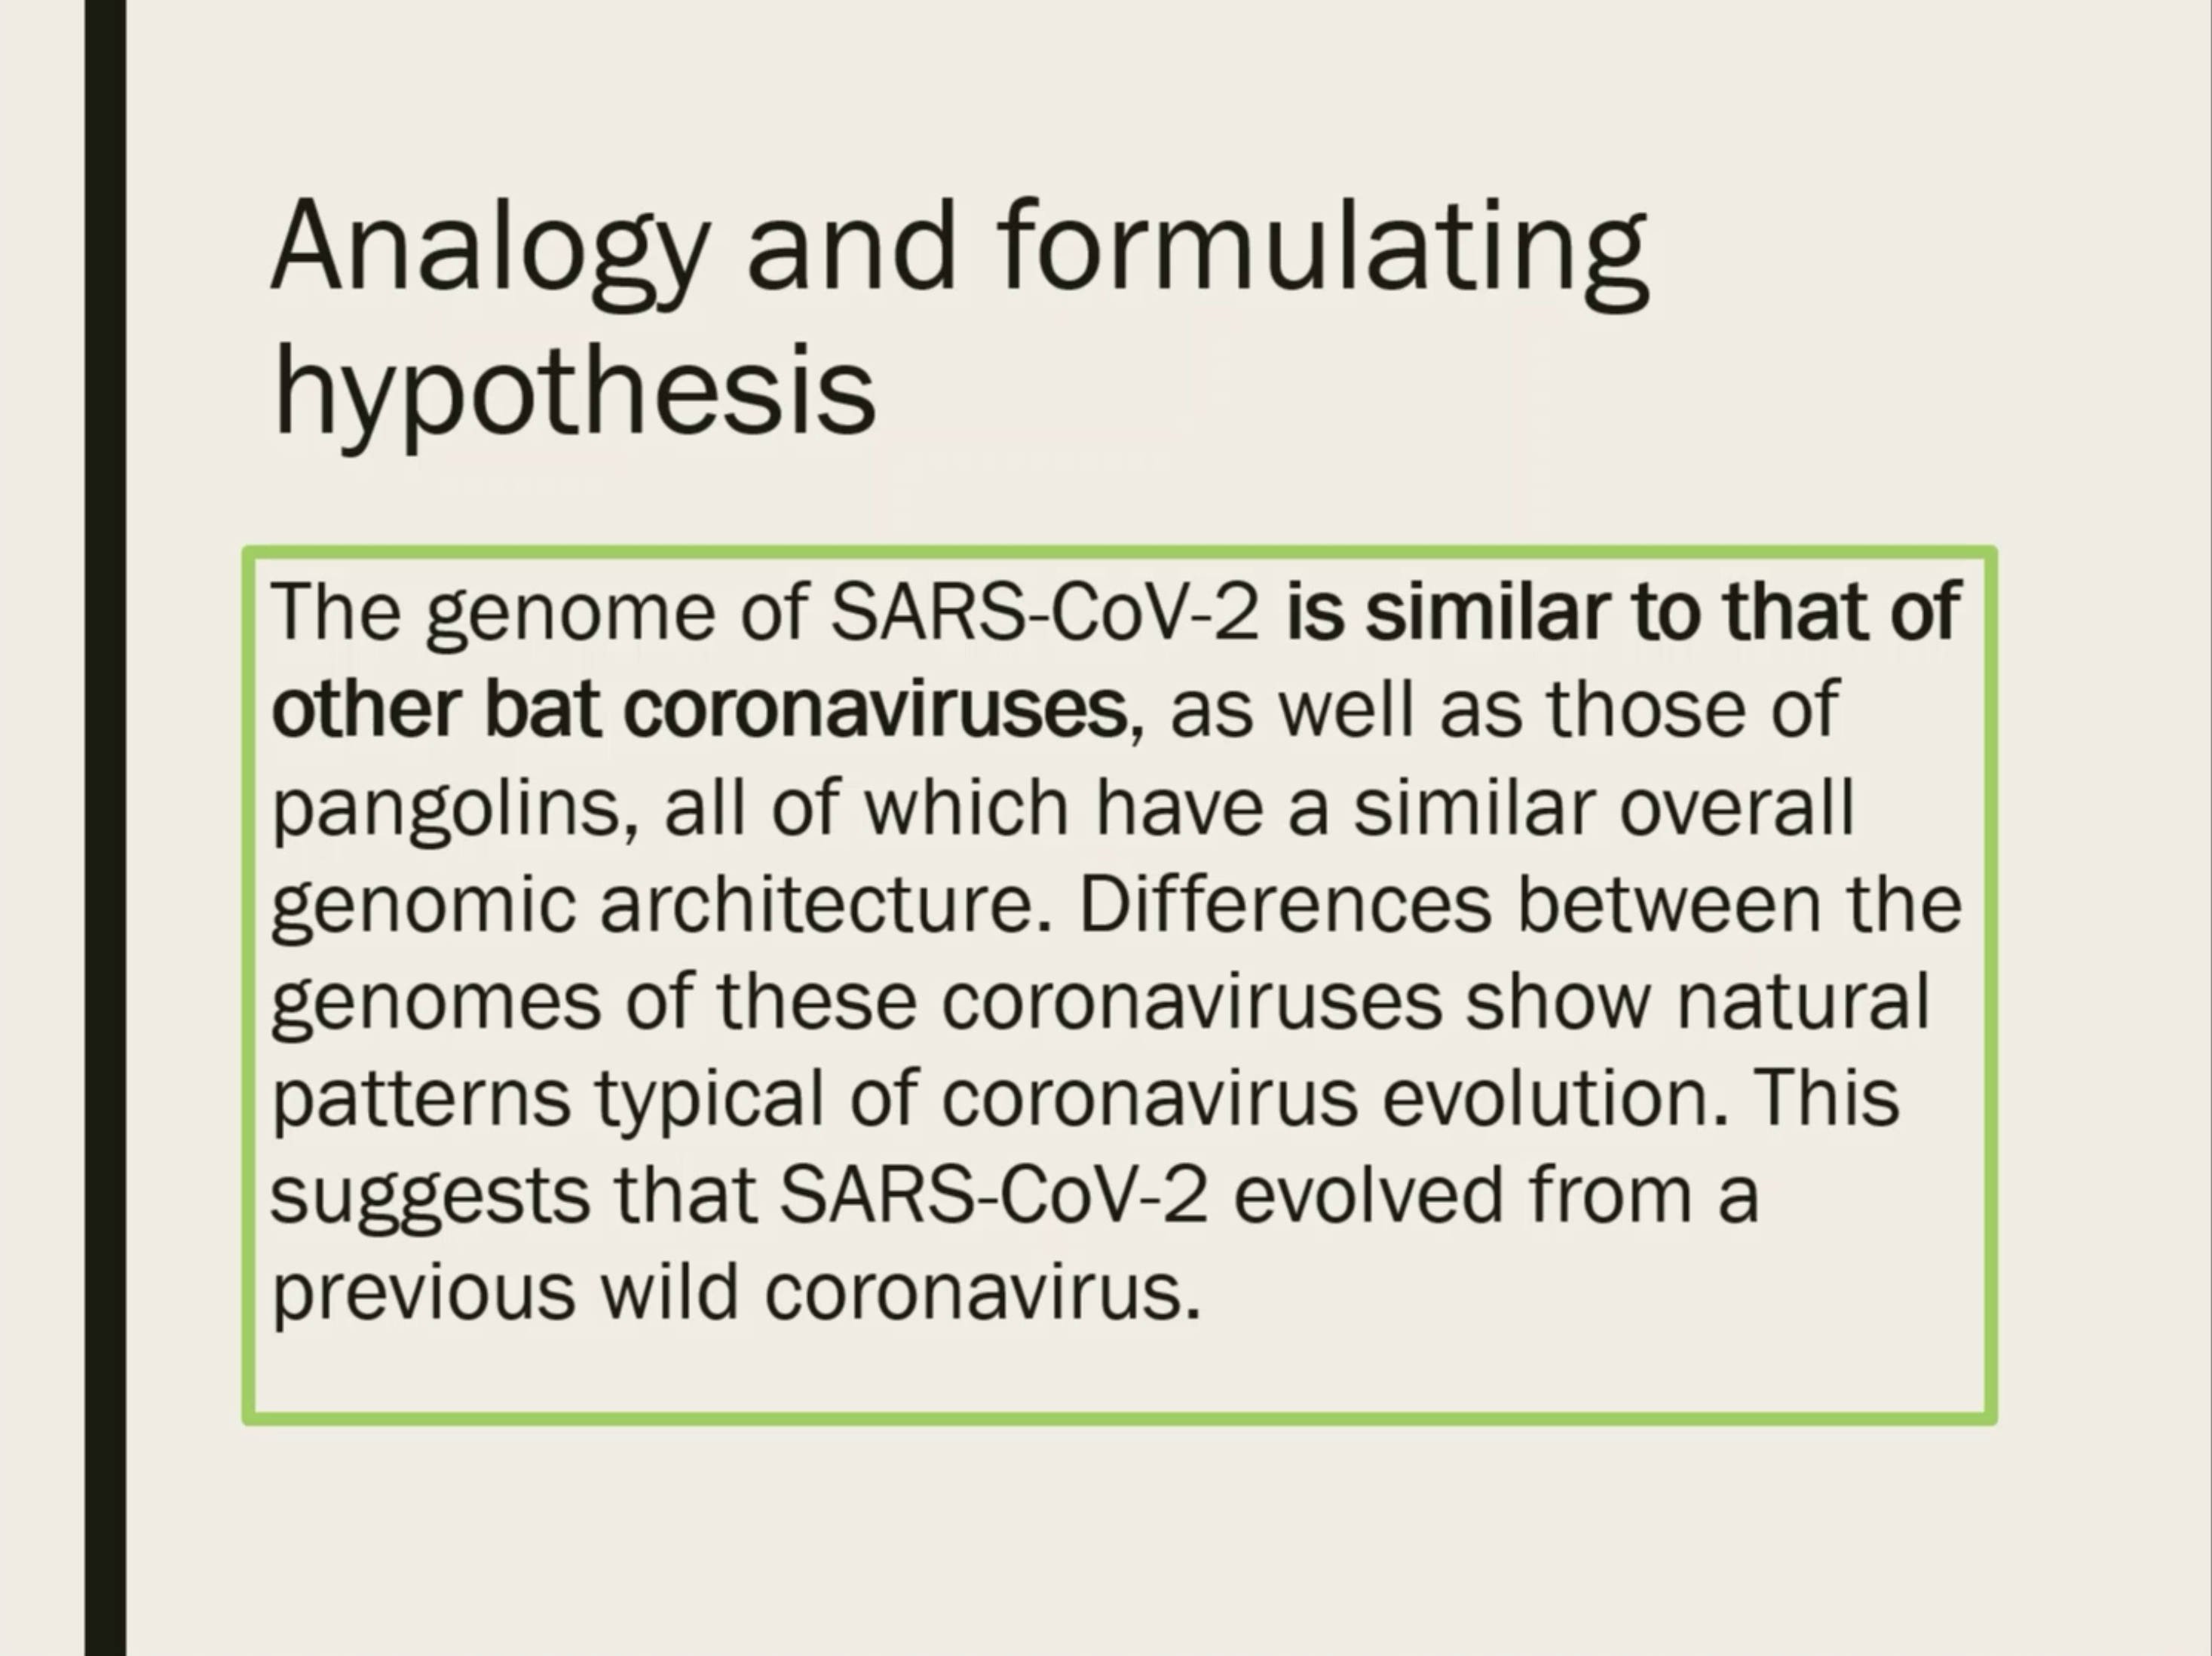 Analogy and formulating
hypothesis
The genome of SARS-CoV-2 is similar to that of
other bat coronaviruses, as well as those of
pangolins, all of which have a similar overall
genomic architecture. Differences between the
genomes of these coronaviruses show natural
patterns typical of coronavirus evolution. This
suggests that SARS-CoV-2 evolved from a
previous wild coronavirus.